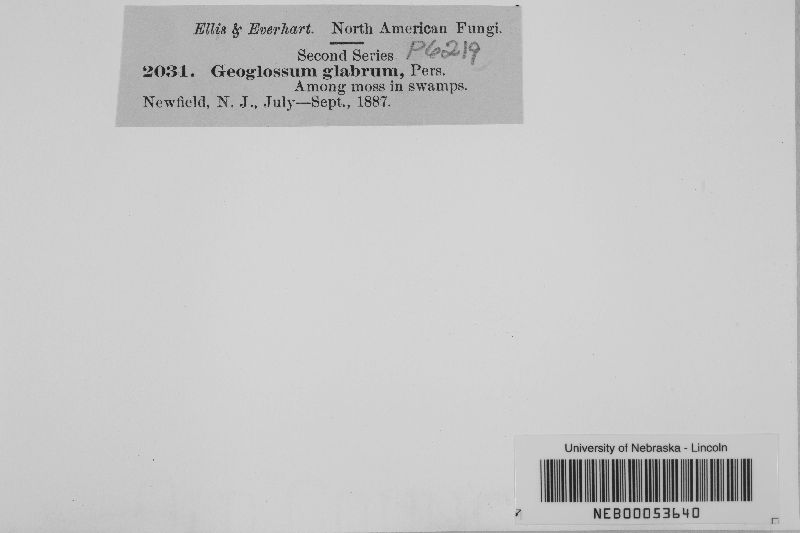 Ellis & Everhart. North American Fungi.
Second Series P6219
2031. Geoglossum glabrum, Pers.
Among moss in swamps.
Newfield, N. J., July—Sept., 1887.
University of Nebraska - Lincoln
NEB00053640